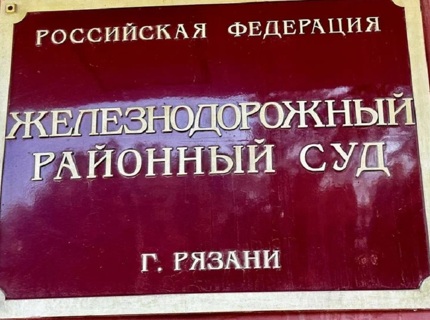 РОССИЙСКАЯ ФЕДЕРАЦИЯ
ЖЕЛЕЗНОДОРОЖНЫЙ
РАЙОННЫЙ СУД
Г. РЯЗАНИ